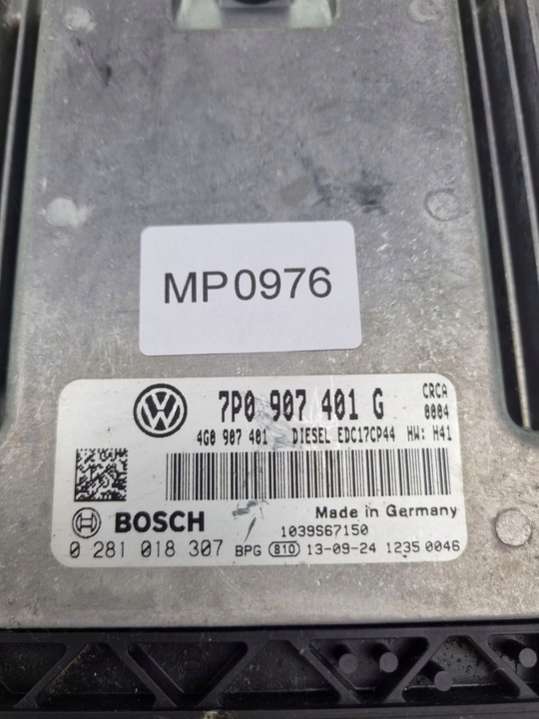 MP0976
7P0 907 401 G CRCA
4G0 907 401 DIESEL EDC17CP44 HW: H41 0004
Made in Germany
BOSCH 1039S67150
0 281 018 307 BPG 810 13-09-24 1235 0046